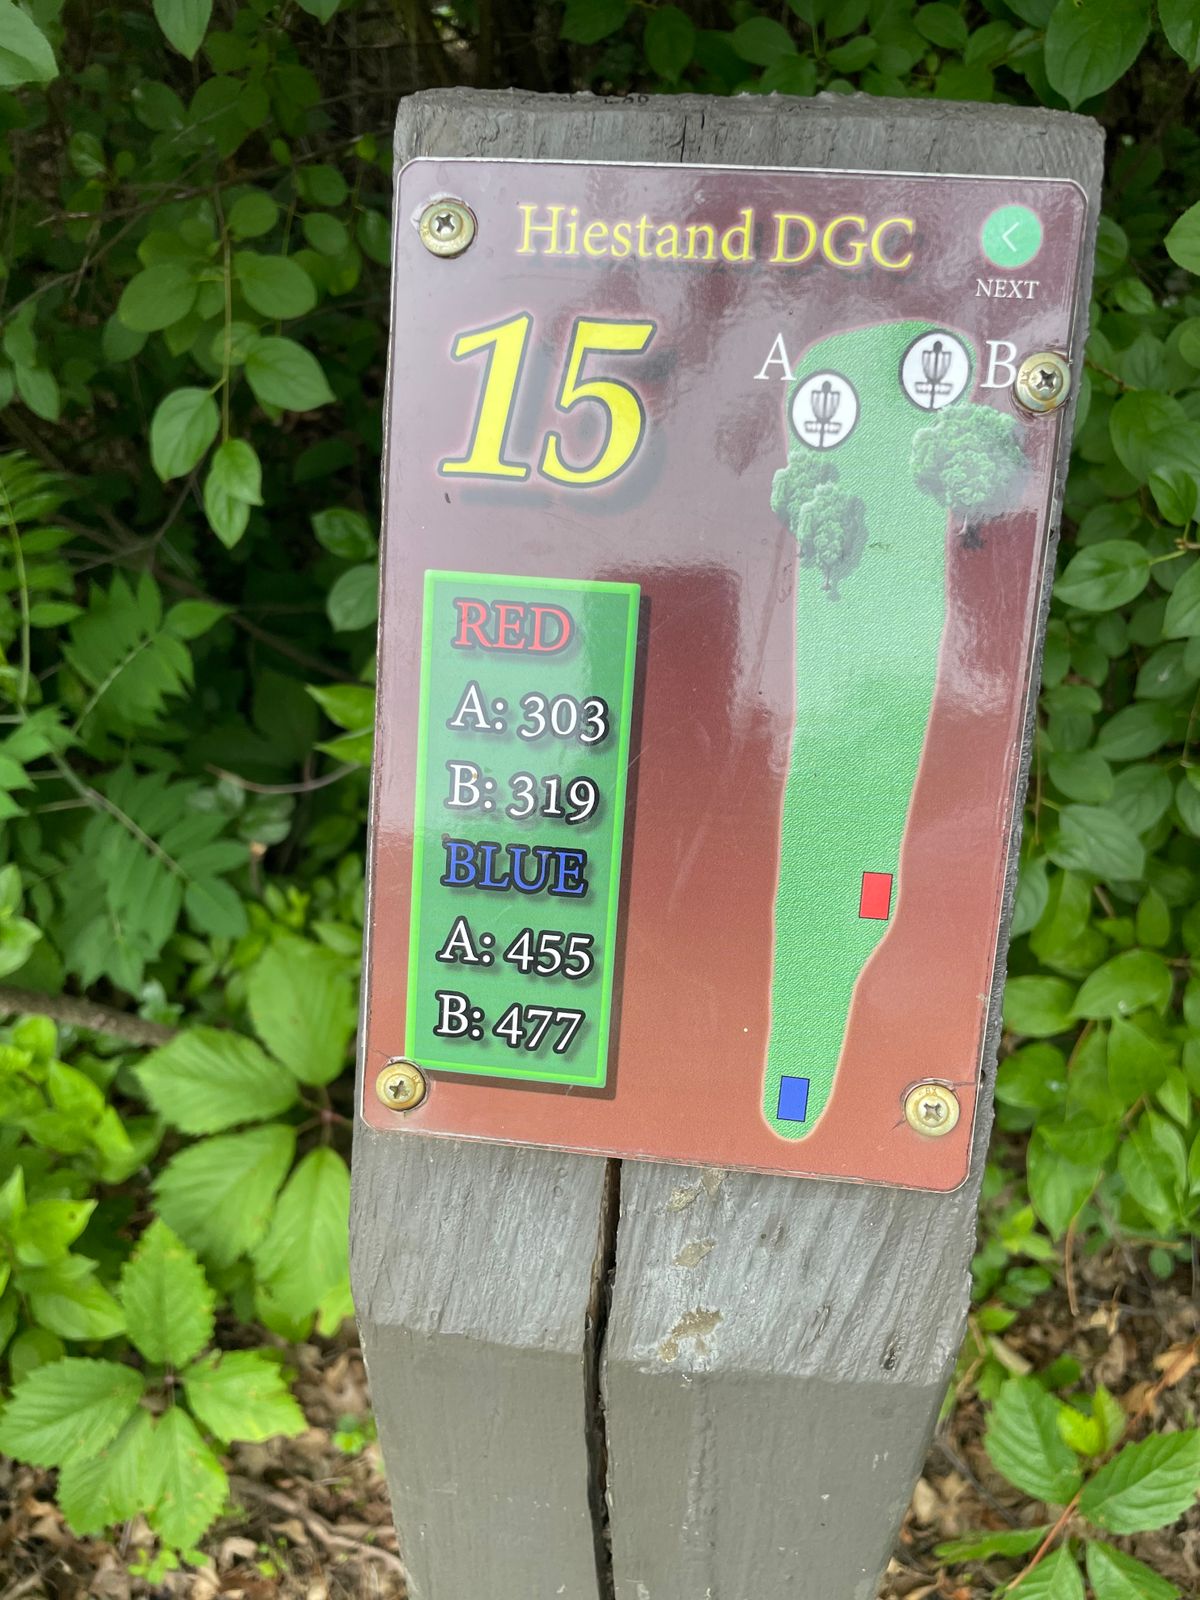 Hiestand DGC
<
NEXT
15
A
B
RED
A: 303
B: 319
BLUE
A: 455
B: 477